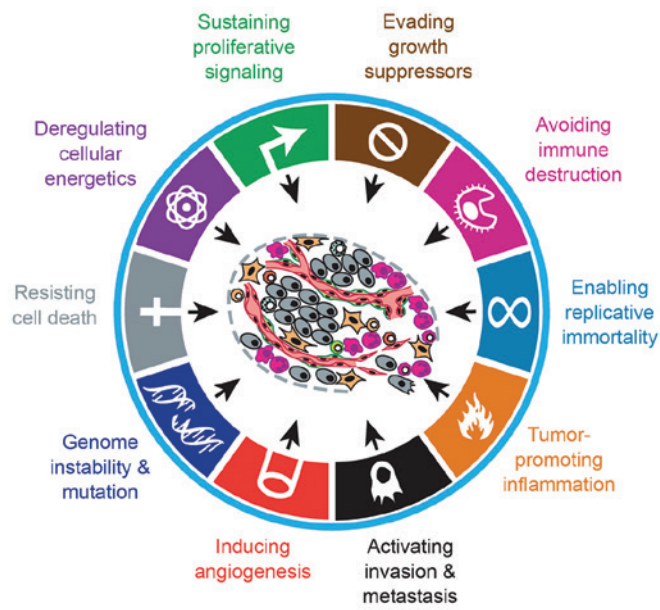 Sustaining
proliferative
signaling
Evading
growth
suppressors
Avoiding
immune
destruction
Enabling
replicative
immortality
Tumor-
promoting
inflammation
Activating
invasion &
metastasis
Inducing
angiogenesis
Genome
instability &
mutation
Resisting
cell death
Deregulating
cellular
energetics